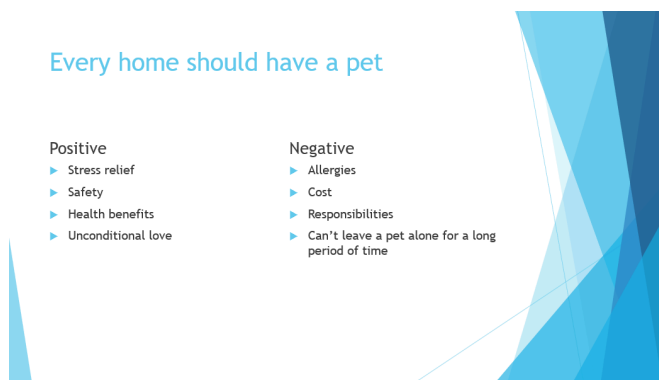 Every home should have a pet
Positive
Stress relief
Safety
Health benefits
Unconditional love
Negative
Allergies
Cost
Responsibilities
Can’t leave a pet alone for a long
period of time